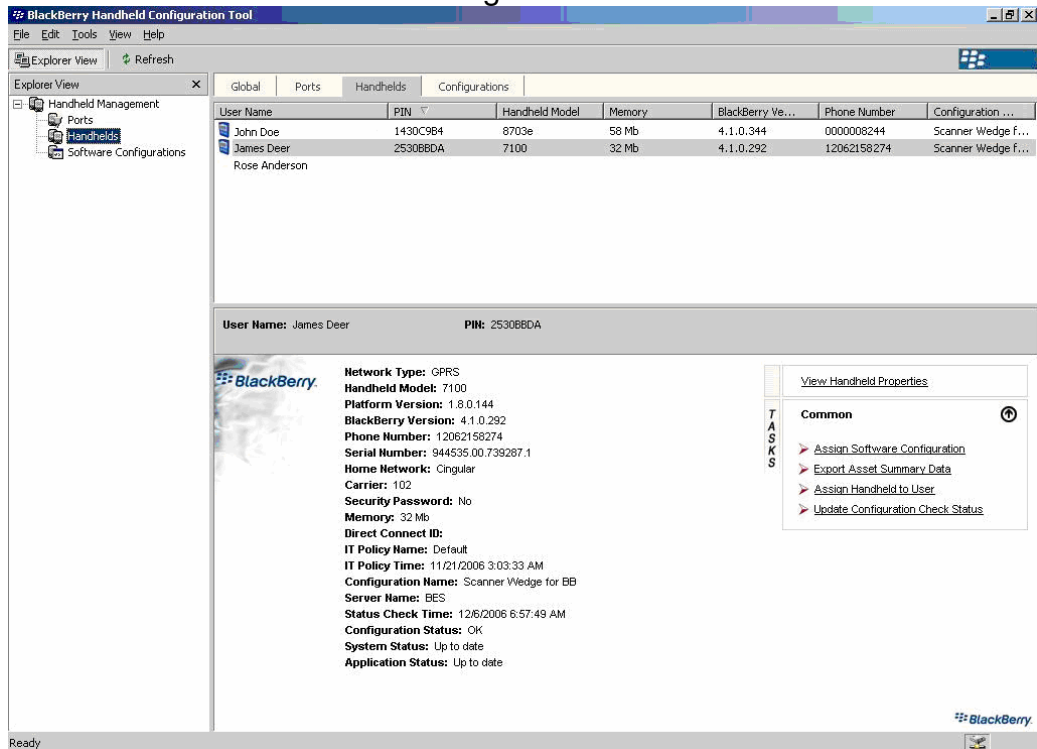 BlackBerry Handheld Configuration Tool
File Edit Tools View Help
Explorer View Refresh
Explorer View X
Global Ports Handhelds Configurations
Handheld Management
Ports
Handhelds
Software Configurations
User Name PIN Handheld Model Memory BlackBerry Ve... Phone Number Configuration ...
John Doe 1430C9B4 8703e 58 Mb 4.1.0.344 0000008244 Scanner Wedge f...
James Deer 2530BBDA 7100 32 Mb 4.1.0.292 12062158274 Scanner Wedge f...
Rose Anderson
User Name: James Deer PIN: 2530BBDA
BlackBerry.
Network Type: GPRS
Handheld Model: 7100
Platform Version: 1.8.0.144
BlackBerry Version: 4.1.0.292
Phone Number: 12062158274
Serial Number: 944535.00.739287.1
Home Network: Cingular
Carrier: 102
Security Password: No
Memory: 32 Mb
Direct Connect ID:
IT Policy Name: Default
IT Policy Time: 11/21/2006 3:03:33 AM
Configuration Name: Scanner Wedge for BB
Server Name: BES
Status Check Time: 12/6/2006 6:57:49 AM
Configuration Status: OK
System Status: Up to date
Application Status: Up to date
View Handheld Properties
TASKS
Common
Assign Software Configuration
Export Asset Summary Data
Assign Handheld to User
Update Configuration Check Status
BlackBerry.
Ready